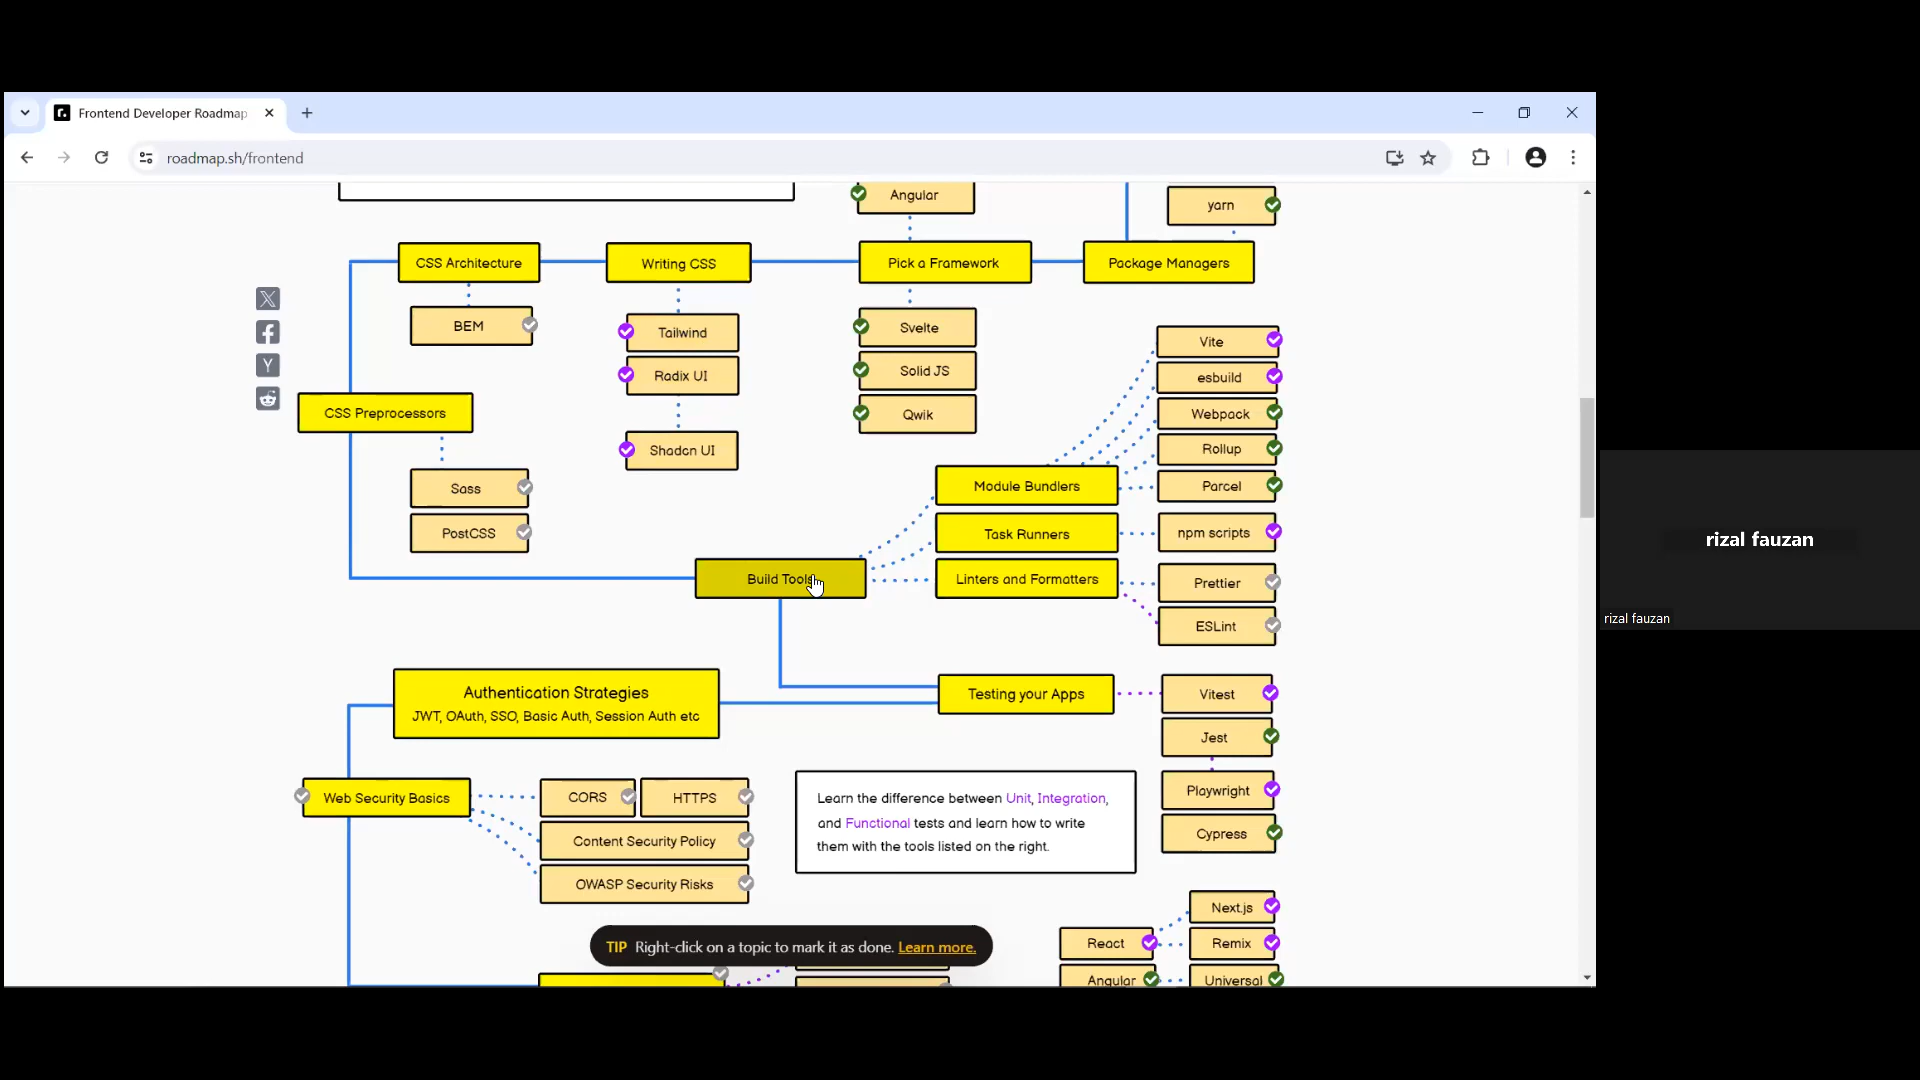 Frontend Developer Roadmap
roadmap.sh/frontend
Angular
yarn
CSS Architecture
Writing CSS
Pick a Framework
Package Managers
BEM
Tailwind
Radix UI
Shadcn UI
Svelte
Solid JS
Qwik
Vite
esbuild
Webpack
Rollup
Parcel
CSS Preprocessors
Sass
PostCSS
Module Bundlers
Task Runners
npm scripts
Build Tools
Linters and Formatters
Prettier
ESLint
Authentication Strategies
JWT, OAuth, SSO, Basic Auth, Session Auth etc
Testing your Apps
Vitest
Jest
Playwright
Cypress
Web Security Basics
CORS
HTTPS
Content Security Policy
OWASP Security Risks
Learn the difference between Unit, Integration,
and Functional tests and learn how to write
them with the tools listed on the right.
Next.js
React
Remix
Angular
Universal
TIP Right-click on a topic to mark it as done. Learn more.
rizal fauzan
rizal fauzan